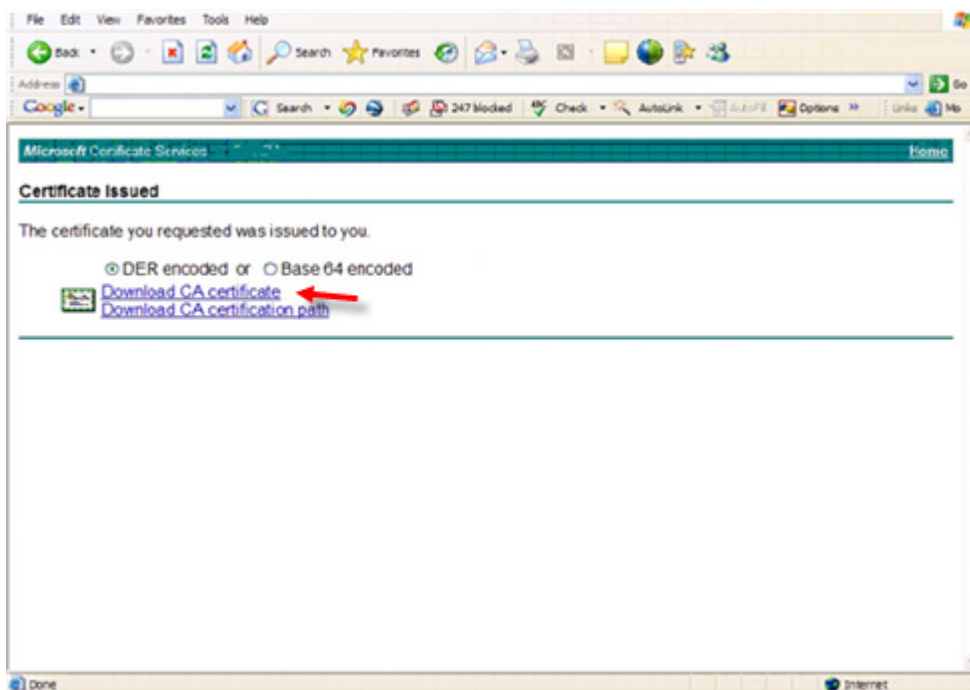 File Edit View Favorites Tools Help
Back Search Favorites
Address Go
Google Search 247 blocked Check AutoLink AutoFill Options » Links
Microsoft Certificate Services Home
Certificate Issued
The certificate you requested was issued to you.
DER encoded or Base 64 encoded
Download CA certificate
Download CA certification path
Done Internet